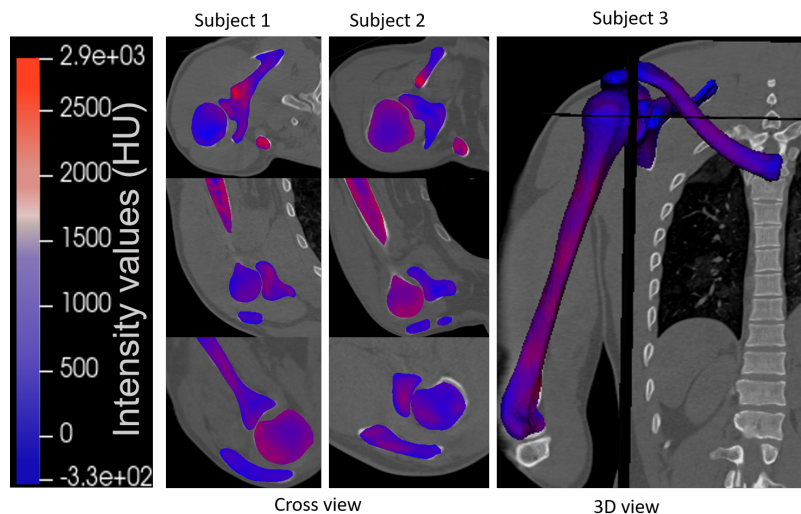 Subject 1
Subject 2
Subject 3
2.9e+03
2500
2000
1500
1000
500
0
-3.3e+02
Intensity values (HU)
Cross view
3D view